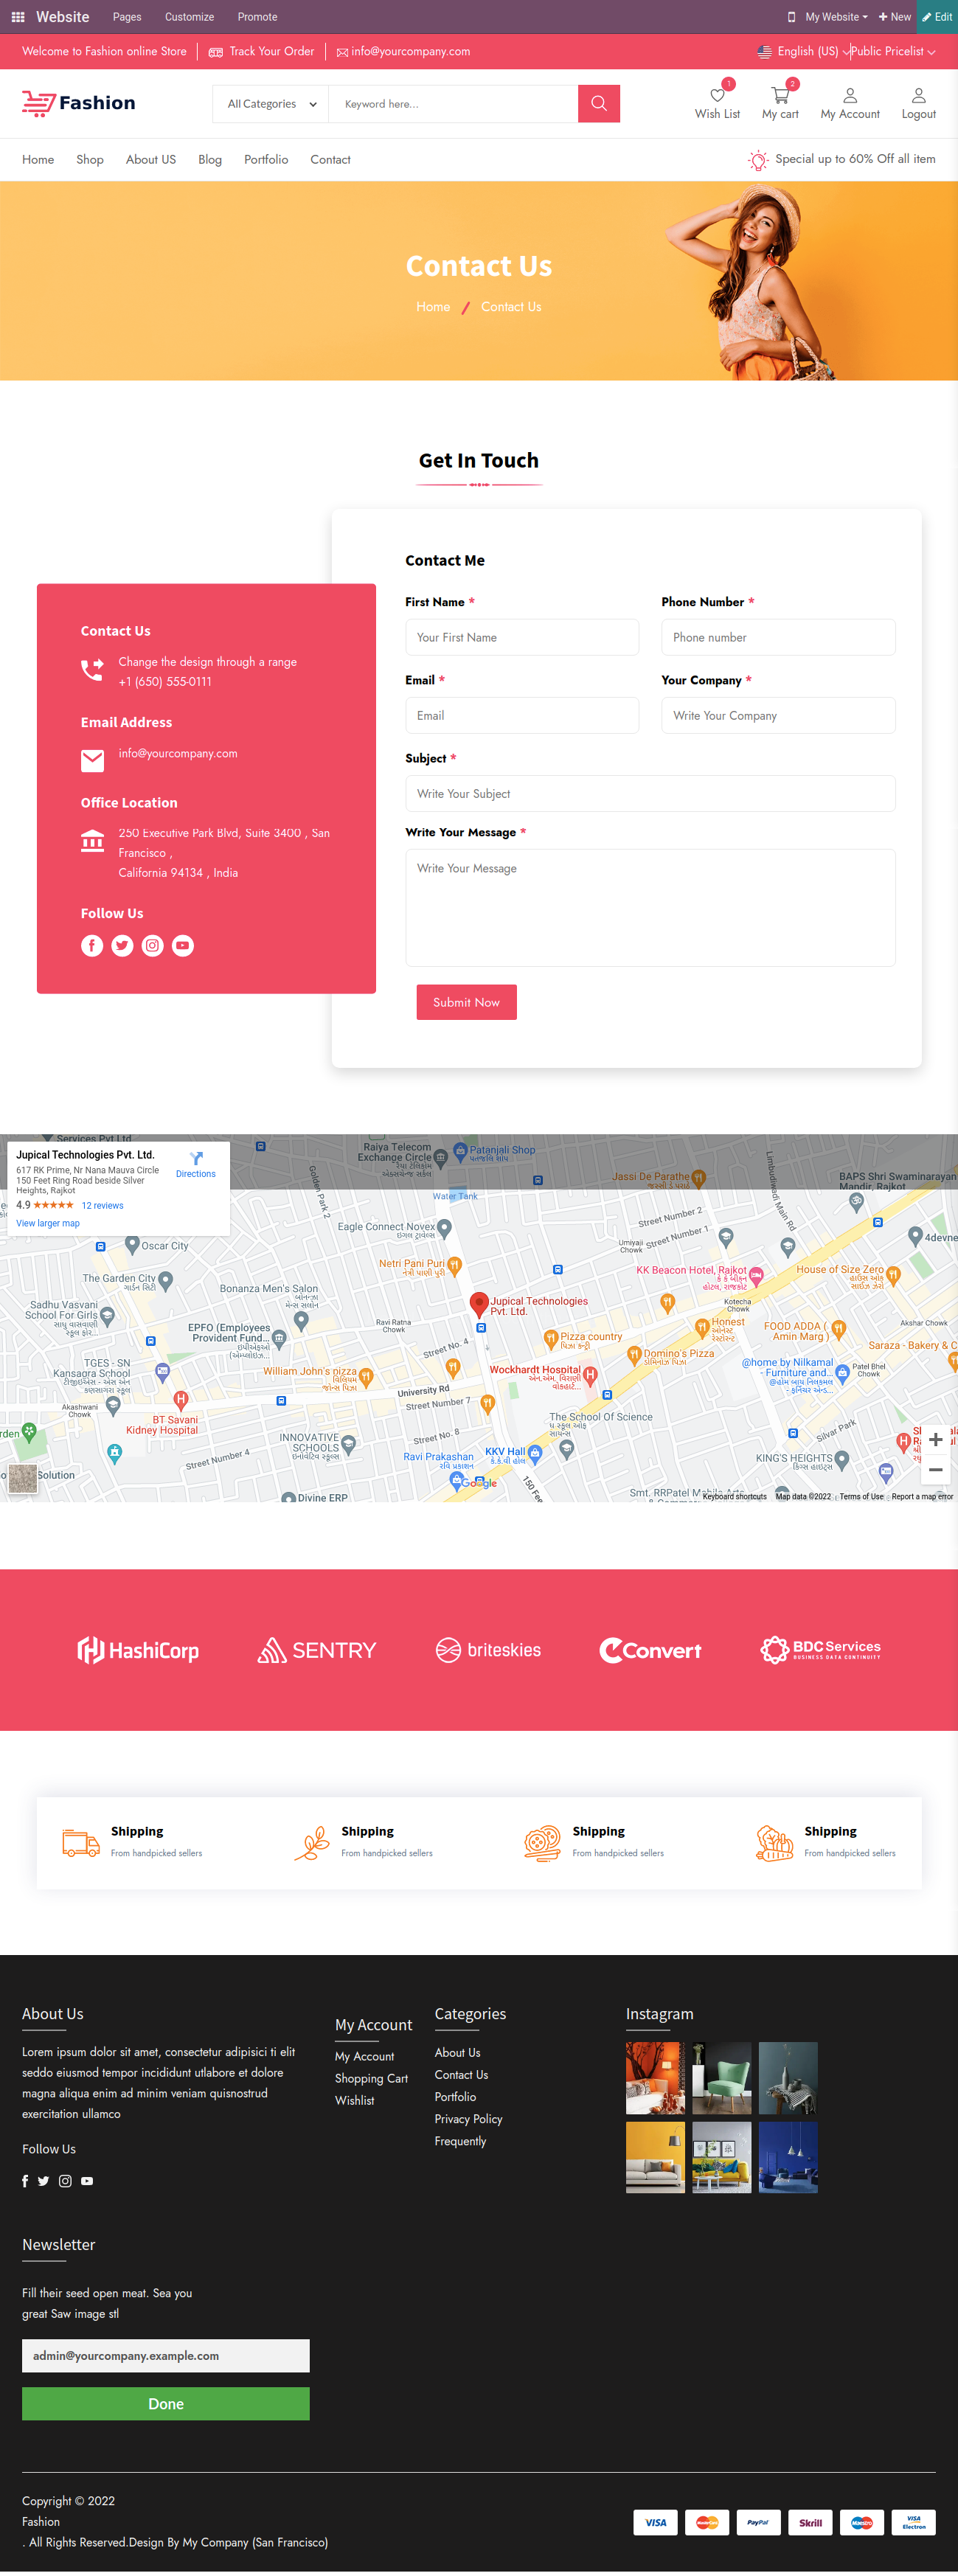 Website Pages Customize Promote My Website New Edit
Welcome to Fashion online Store Track Your Order info@yourcompany.com English (US) Public Pricelist
Fashion All Categories Keyword here... 1 2
Wish List My cart My Account Logout
Home Shop About US Blog Portfolio Contact Special up to 60% Off all item
Contact Us
Home Contact Us
Get In Touch
Contact Me
First Name * Phone Number *
Your First Name Phone number
Email * Your Company *
Email Write Your Company
Subject *
Write Your Subject
Write Your Message *
Write Your Message
Submit Now
Contact Us
Change the design through a range
+1 (650) 555-0111
Email Address
info@yourcompany.com
Office Location
250 Executive Park Blvd, Suite 3400 , San
Francisco ,
California 94134 , India
Follow Us
Jupical Technologies Pvt. Ltd.
617 RK Prime, Nr Nana Mauva Circle
150 Feet Ring Road beside Silver
Heights, Rajkot
Directions
4.9 12 reviews
View larger map
Services Pvt Ltd
Golden Park 2
Raiya Telecom
Exchange Circle
Patanjali Shop
Water Tank
Jassi De Parathe
Limbudiwadi Main Rd
BAPS Shri Swaminarayan
Mandir, Rajkot
Oscar City
Eagle Connect Novex
Street Number 2
Street Number 1
Umiyaji
Chowk
4devne
The Garden City
Netri Pani Puri
KK Beacon Hotel, Rajkot
House of Size Zero
Bonanza Men's Salon
Jupical Technologies
Pvt. Ltd.
Kotecha
Chowk
Sadhu Vasvani
School For Girls
EPFO (Employees
Provident Fund...
Ravi Ratna
Chowk
Street No. 4
Pizza country
Honest
FOOD ADDA (
Amin Marg )
Akshar Chowk
Saraza - Bakery & C
TGES - SN
Kansagra School
William John's pizza
Wockhardt Hospital
Domino's Pizza
@home by Nilkamal
- Furniture and...
Patel Bhel
Chowk
Akashwani
Chowk
University Rd
Street Number 7
BT Savani
Kidney Hospital
INNOVATIVE
SCHOOLS
Street No. 8
The School Of Science
Silvar Park
rden
Street Number 4
Ravi Prakashan
KKV Hall
KING'S HEIGHTS
Solution
Divine ERP
Google
150 Fee
Smt. RRPatel
Keyboard shortcuts Map data ©2022 Terms of Use Report a map error
HashiCorp SENTRY briteskies Convert BDC Services
BUSINESS DATA CONTINUITY
Shipping Shipping Shipping Shipping
From handpicked sellers From handpicked sellers From handpicked sellers From handpicked sellers
About Us
Lorem ipsum dolor sit amet, consectetur adipisici ti elit
seddo eiusmod tempor incididunt utlabore et dolore
magna aliqua enim ad minim veniam quisnostrud
exercitation ullamco
Follow Us
My Account
My Account
Shopping Cart
Wishlist
Categories
About Us
Contact Us
Portfolio
Privacy Policy
Frequently
Instagram
Newsletter
Fill their seed open meat. Sea you
great Saw image stl
admin@yourcompany.example.com
Done
Copyright © 2022
Fashion
. All Rights Reserved.Design By My Company (San Francisco)
VISA MasterCard PayPal Skrill Maestro VISA Electron